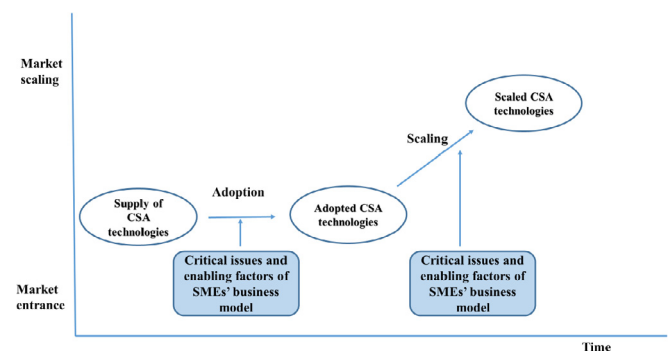 Market
scaling
Scaled CSA
technologies
Scaling
Adoption
Supply of
CSA
technologies
Adopted CSA
technologies
Critical issues and
enabling factors of
SMEs' business
model
Critical issues and
enabling factors of
SMEs' business
model
Market
entrance
Time